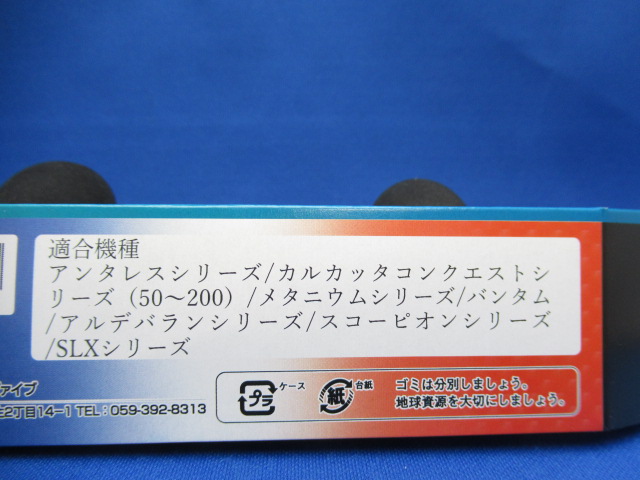 適合機種
アンタレスシリーズ/カルカッタコンクエストシ
リーズ（50～200）/メタニウムシリーズ/バンタム
/アルデバランシリーズ/スコーピオンシリーズ
/SLXシリーズ
ァイブ
2丁目14-1 TEL：059-392-8313
プラ ケース
紙 台紙
ゴミは分別しましょう。
地球資源を大切にしましょう。